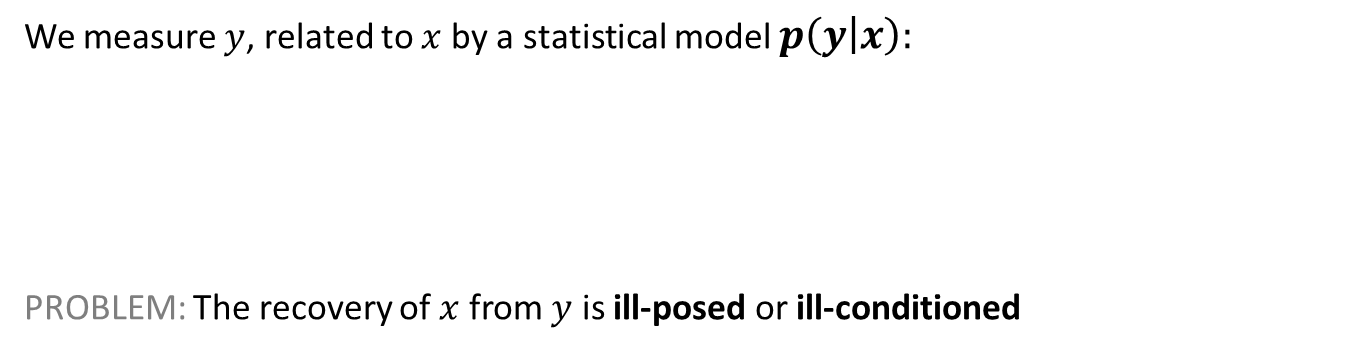 We measure y, related to x by a statistical model p(y|x):
PROBLEM: The recovery of x from y is ill-posed or ill-conditioned